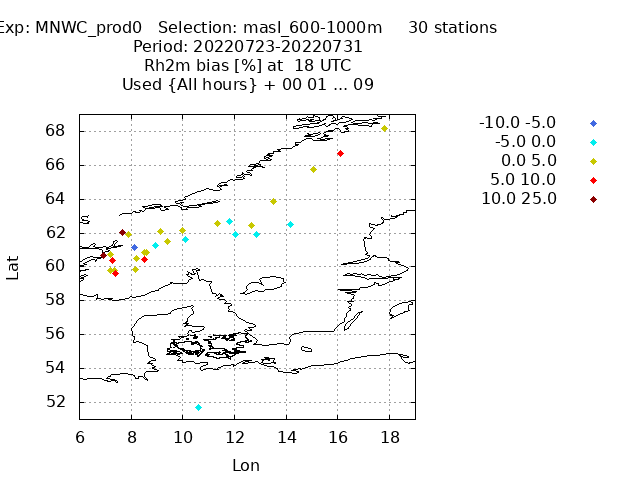 Exp: MNWC_prod0   Selection: masl_600-1000m     30 stations
Period: 20220723-20220731
Rh2m bias [%] at  18 UTC
Used {All hours} + 00 01 ... 09
-10.0 -5.0
-5.0 0.0
0.0 5.0
5.0 10.0
10.0 25.0
68
66
64
62
60
58
56
54
52
Lat
6 8 10 12 14 16 18
Lon